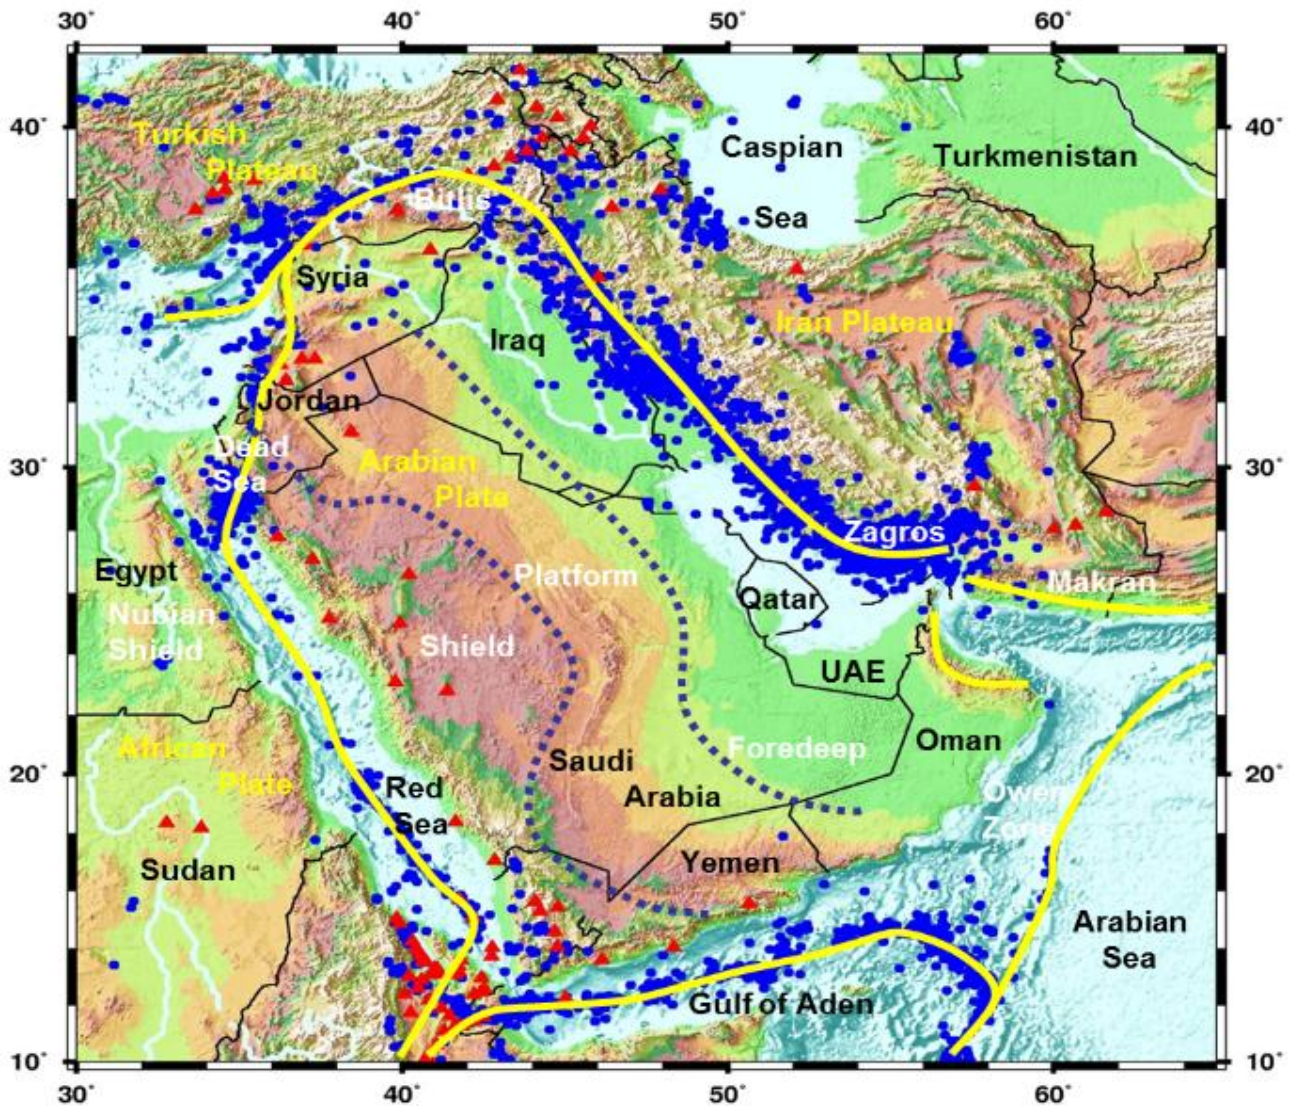 30°
40°
50°
60°
40°
40°
Turkish
Plateau
Caspian
Sea
Turkmenistan
Bulis
Syria
Iraq
Iran Plateau
Jordan
Dead
Sea
30°
30°
Arabian
Plate
Zagros
Makran
Egypt
Nubian
Shield
Platform
Qatar
Shield
UAE
African
Plate
Saudi
Arabia
Foredeep
Oman
20°
20°
Red
Sea
Owen
Zone
Sudan
Yemen
Arabian
Sea
Gulf of Aden
10°
10°
30°
40°
50°
60°